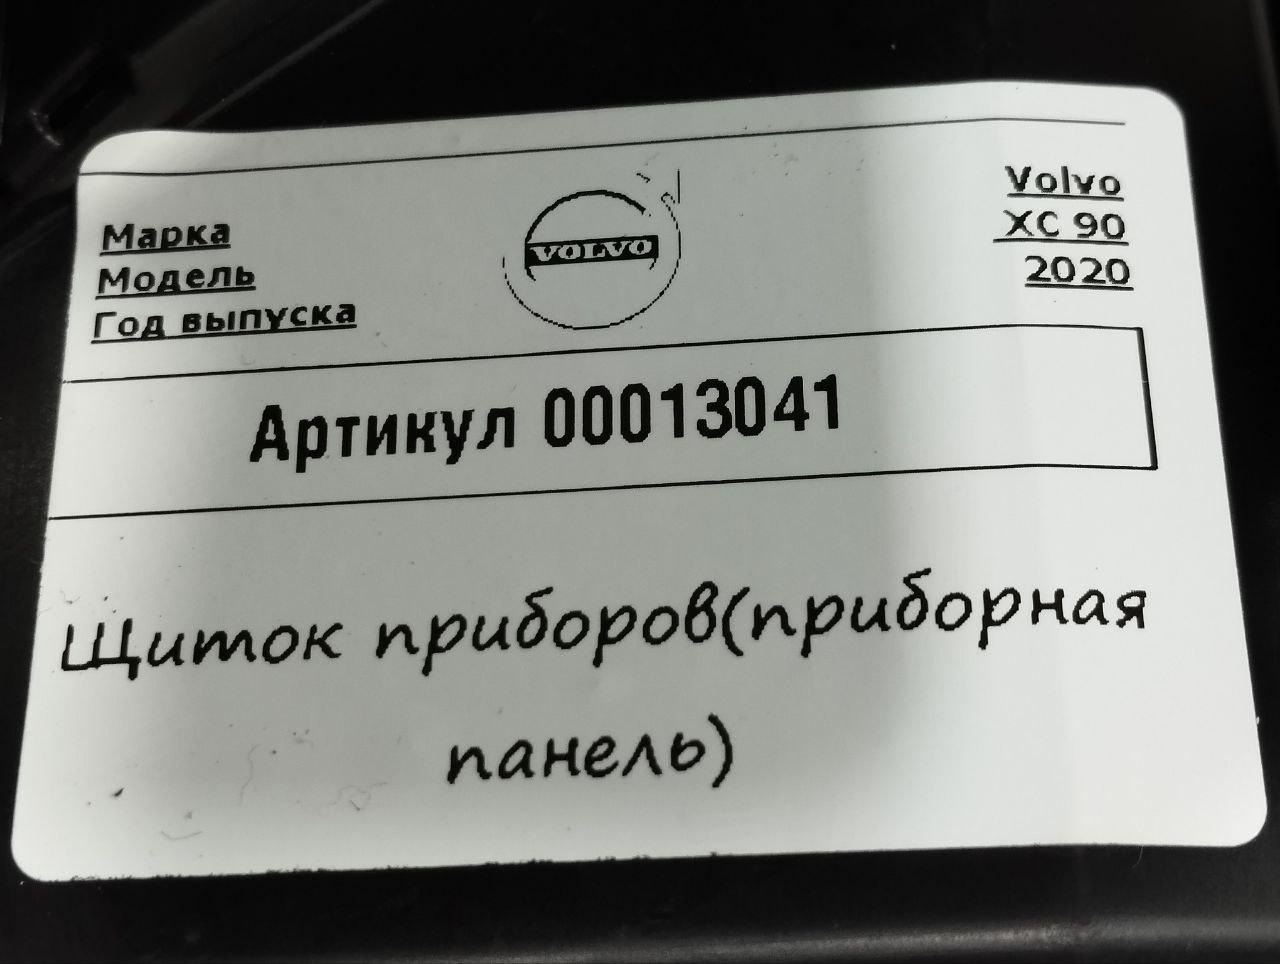 Марка Volvo
Модель XC 90
Год выпуска 2020
VOLVO
Артикул 00013041
Щиток приборов(приборная
панель)